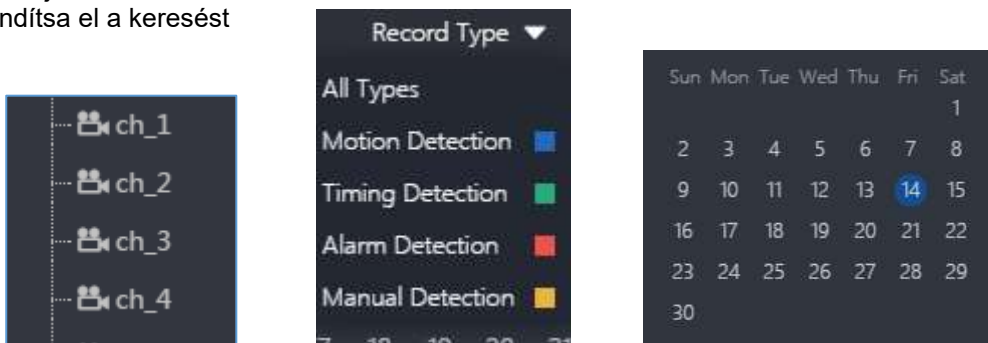 ndítsa el a keresést
ch_1
ch_2
ch_3
ch_4
Record Type
All Types
Motion Detection
Timing Detection
Alarm Detection
Manual Detection
Sun Mon Tue Wed Thu Fri Sat
1
2 3 4 5 6 7 8
9 10 11 12 13 14 15
16 17 18 19 20 21 22
23 24 25 26 27 28 29
30